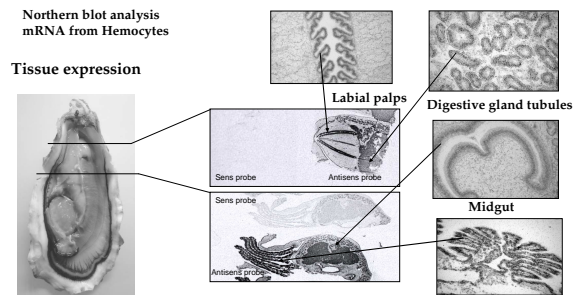 Northern blot analysis
mRNA from Hemocytes
Tissue expression
Labial palps
Digestive gland tubules
Sens probe
Antisens probe
Sens probe
Midgut
Antisens probe